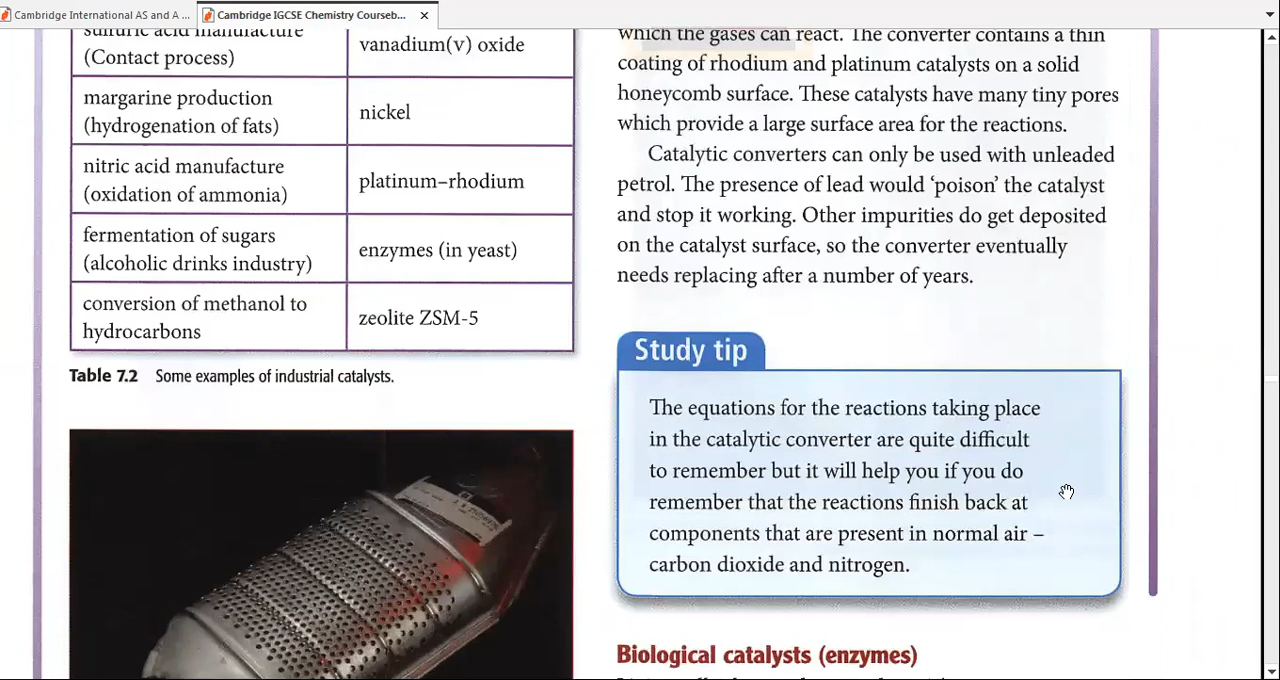 Cambridge International AS and A ...
Cambridge IGCSE Chemistry Courseb...
sulfuric acid manufacture
(Contact process)
vanadium(v) oxide
margarine production
(hydrogenation of fats)
nickel
nitric acid manufacture
(oxidation of ammonia)
platinum–rhodium
fermentation of sugars
(alcoholic drinks industry)
enzymes (in yeast)
conversion of methanol to
hydrocarbons
zeolite ZSM-5
Table 7.2 Some examples of industrial catalysts.
which the gases can react. The converter contains a thin
coating of rhodium and platinum catalysts on a solid
honeycomb surface. These catalysts have many tiny pores
which provide a large surface area for the reactions.
Catalytic converters can only be used with unleaded
petrol. The presence of lead would ‘poison’ the catalyst
and stop it working. Other impurities do get deposited
on the catalyst surface, so the converter eventually
needs replacing after a number of years.
Study tip
The equations for the reactions taking place
in the catalytic converter are quite difficult
to remember but it will help you if you do
remember that the reactions finish back at
components that are present in normal air –
carbon dioxide and nitrogen.
Biological catalysts (enzymes)